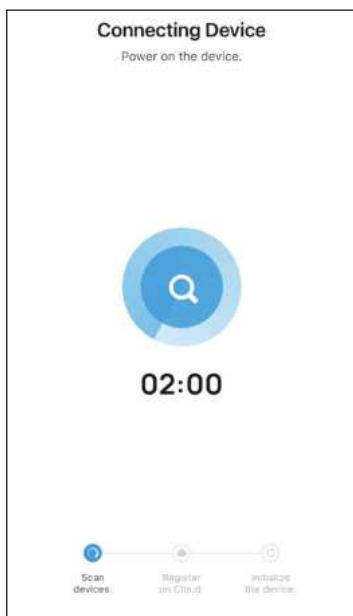 Connecting Device
Power on the device.
02:00
Scan
devices.
Register
on Cloud.
Initialize
the device.